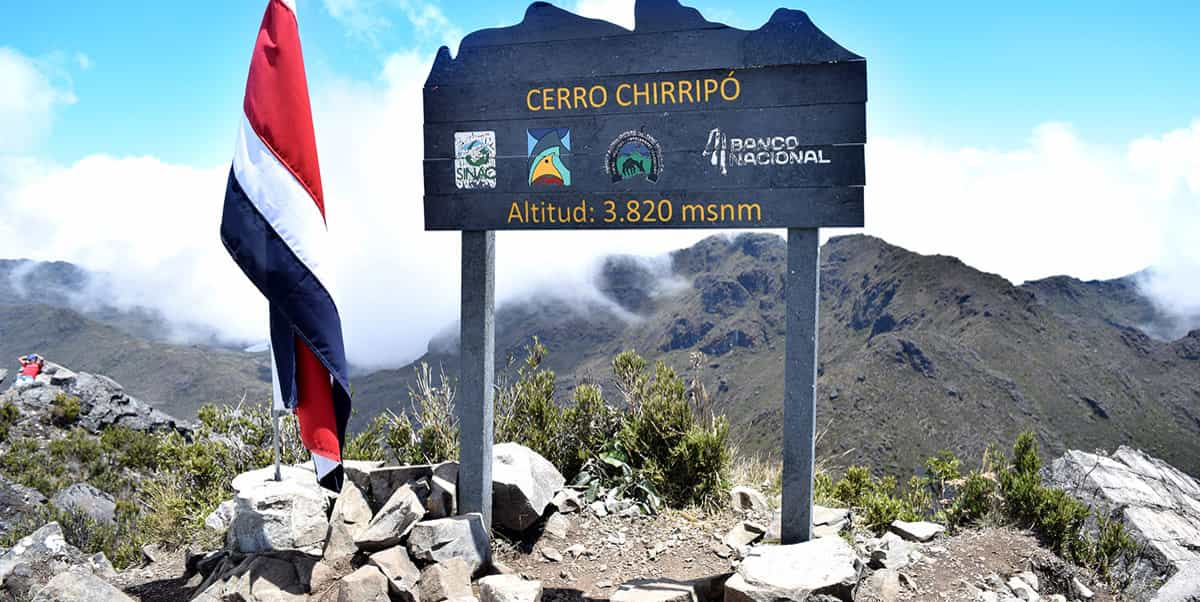 CERRO CHIRRIPÓ
SINAC
BANCO
NACIONAL
Altitud: 3.820 msnm